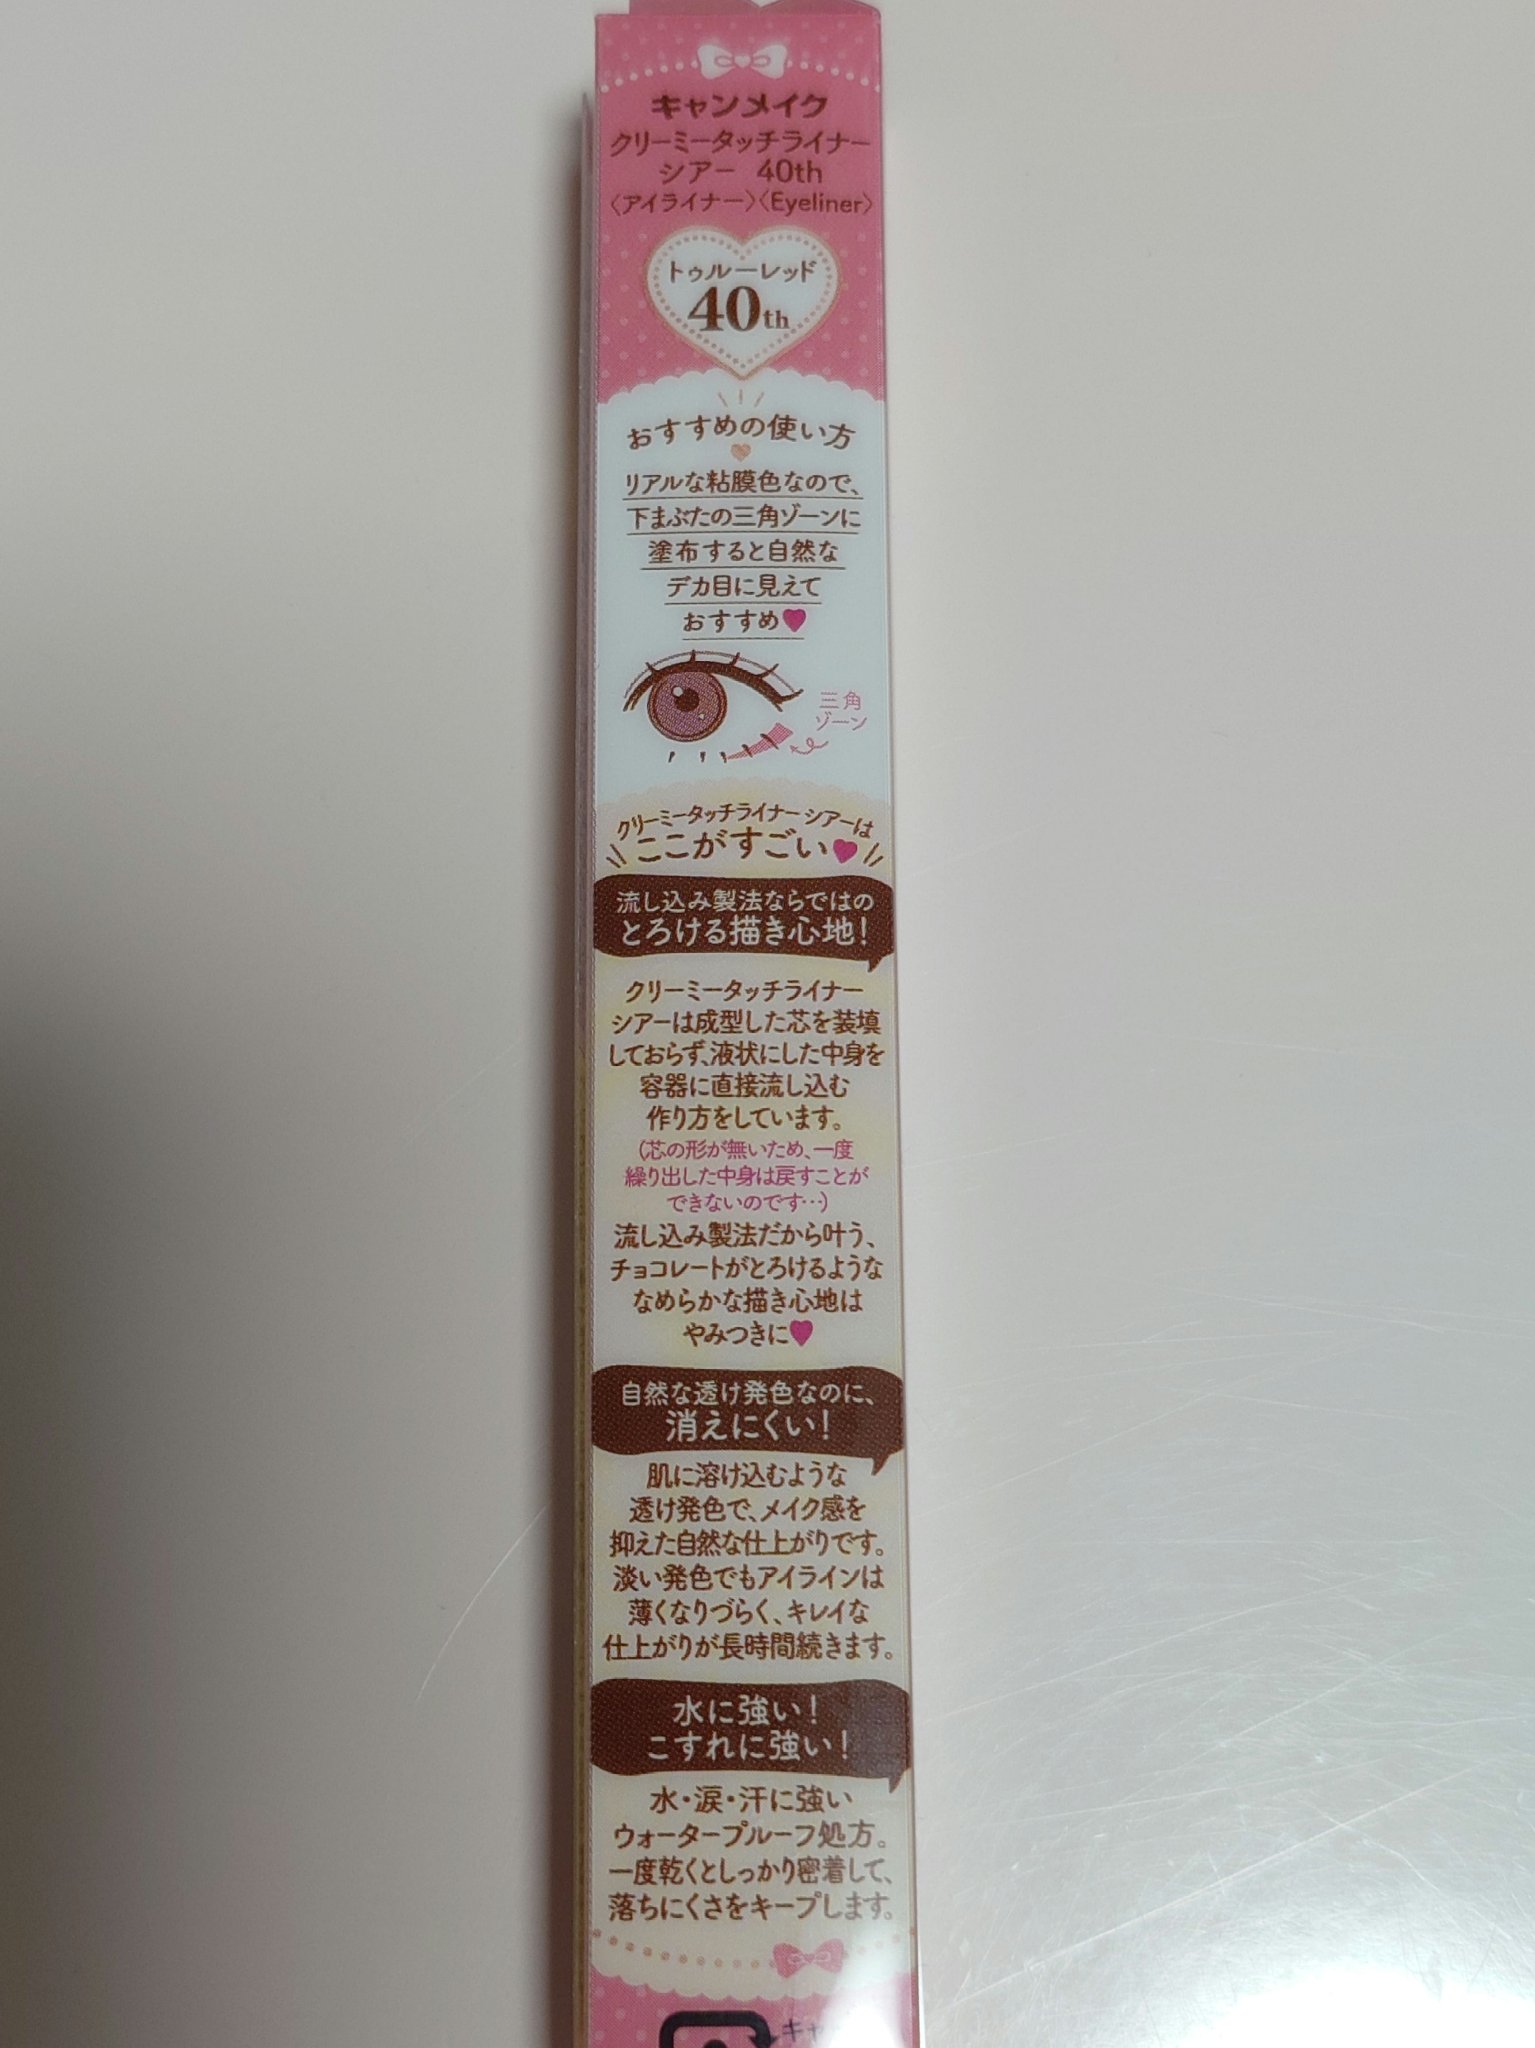 キャンメイク
クリーミータッチライナー
シアー 40th
〈アイライナー〉〈Eyeliner〉
トゥルーレッド
40th
おすすめの使い方
リアルな粘膜色なので、
下まぶたの三角ゾーンに
塗布すると自然な
デカ目に見えて
おすすめ♥
三角
ゾーン
クリーミータッチライナー シアーは
ここがすごい♥
流し込み製法ならではの
とろける描き心地!
クリーミータッチライナー
シアーは成型した芯を装填
しておらず、液状にした中身を
容器に直接流し込む
作り方をしています。
(芯の形が無いため、一度
繰り出した中身は戻すことが
できないのです…)
流し込み製法だから叶う、
チョコレートがとろけるような
なめらかな描き心地は
やみつきに♥
自然な透け発色なのに、
消えにくい!
肌に溶け込むような
透け発色で、メイク感を
抑えた自然な仕上がりです。
淡い発色でもアイラインは
薄くなりづらく、キレイな
仕上がりが長時間続きます。
水に強い!
こすれに強い!
水・涙・汗に強い
ウォータープルーフ処方。
一度乾くとしっかり密着して、
落ちにくさをキープします。